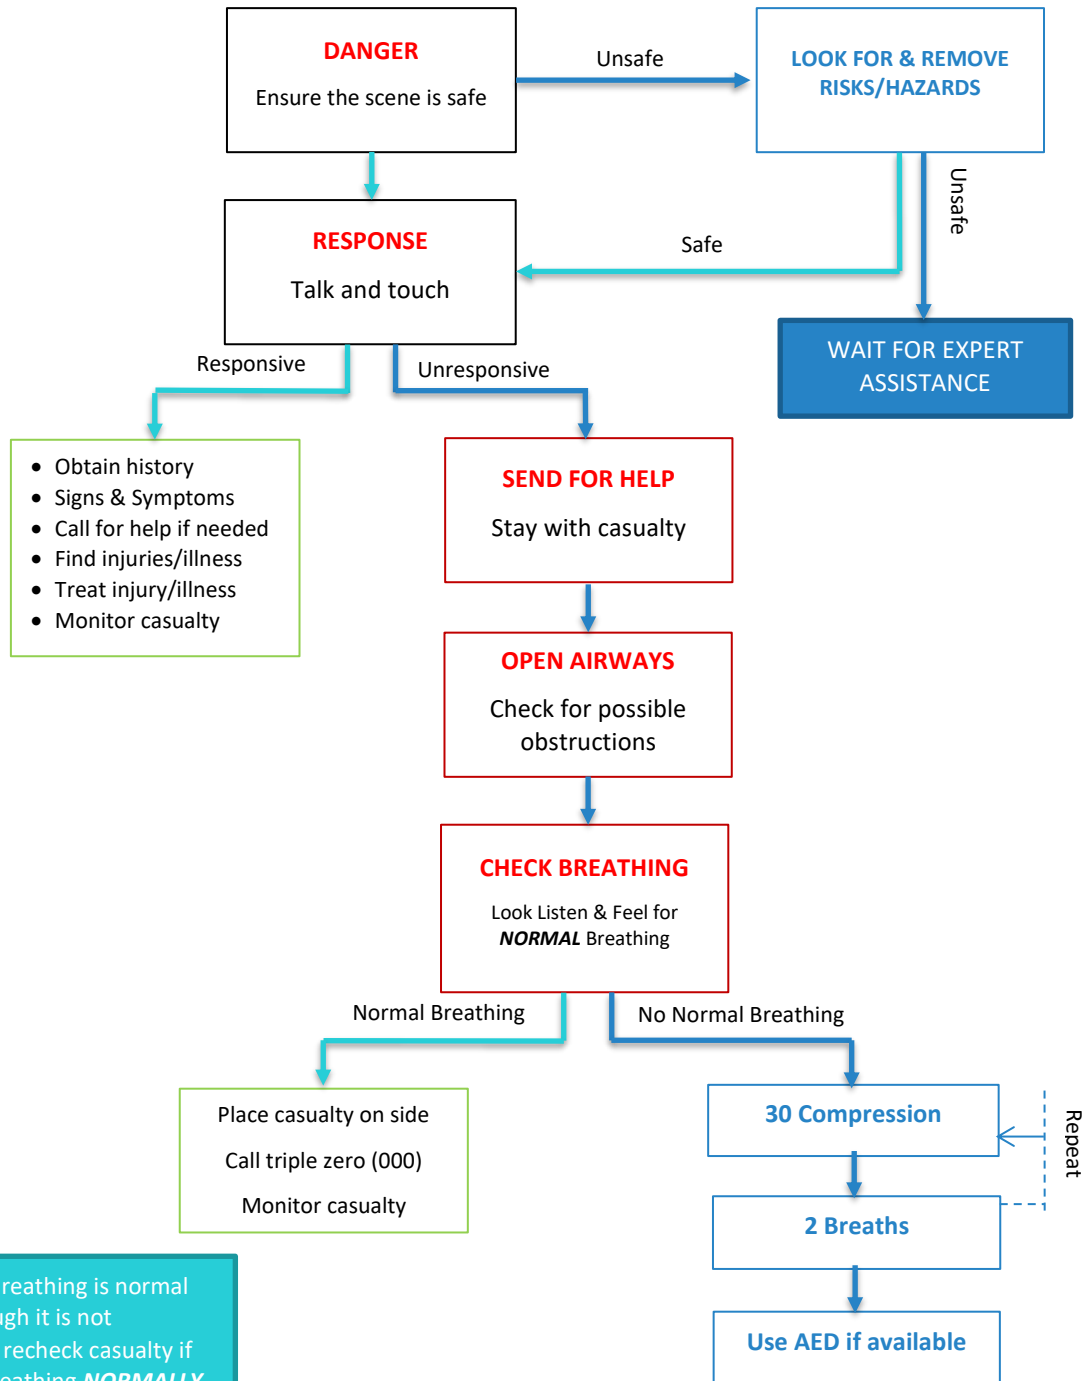 DANGER
Ensure the scene is safe
Unsafe
LOOK FOR & REMOVE
RISKS/HAZARDS
Unsafe
RESPONSE
Talk and touch
Safe
WAIT FOR EXPERT
ASSISTANCE
Responsive
Unresponsive
• Obtain history
• Signs & Symptoms
• Call for help if needed
• Find injuries/illness
• Treat injury/illness
• Monitor casualty
SEND FOR HELP
Stay with casualty
OPEN AIRWAYS
Check for possible
obstructions
CHECK BREATHING
Look Listen & Feel for
NORMAL Breathing
Normal Breathing
No Normal Breathing
Place casualty on side
Call triple zero (000)
Monitor casualty
30 Compression
Repeat
2 Breaths
Use AED if available
breathing is normal
it is not
recheck casualty if
NORMALLY